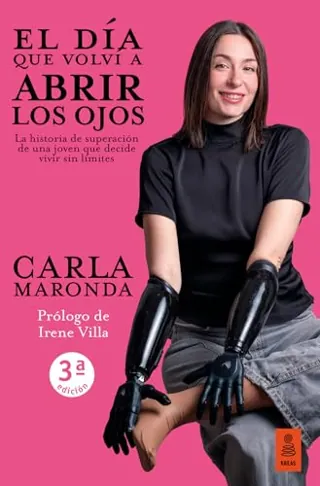 EL DÍA
QUE VOLVÍ A
ABRIR
LOS OJOS
La historia de superación
de una joven que decide
vivir sin límites
CARLA
MARONDA
Prólogo de
Irene Villa
3ª
edición
KOLIMA